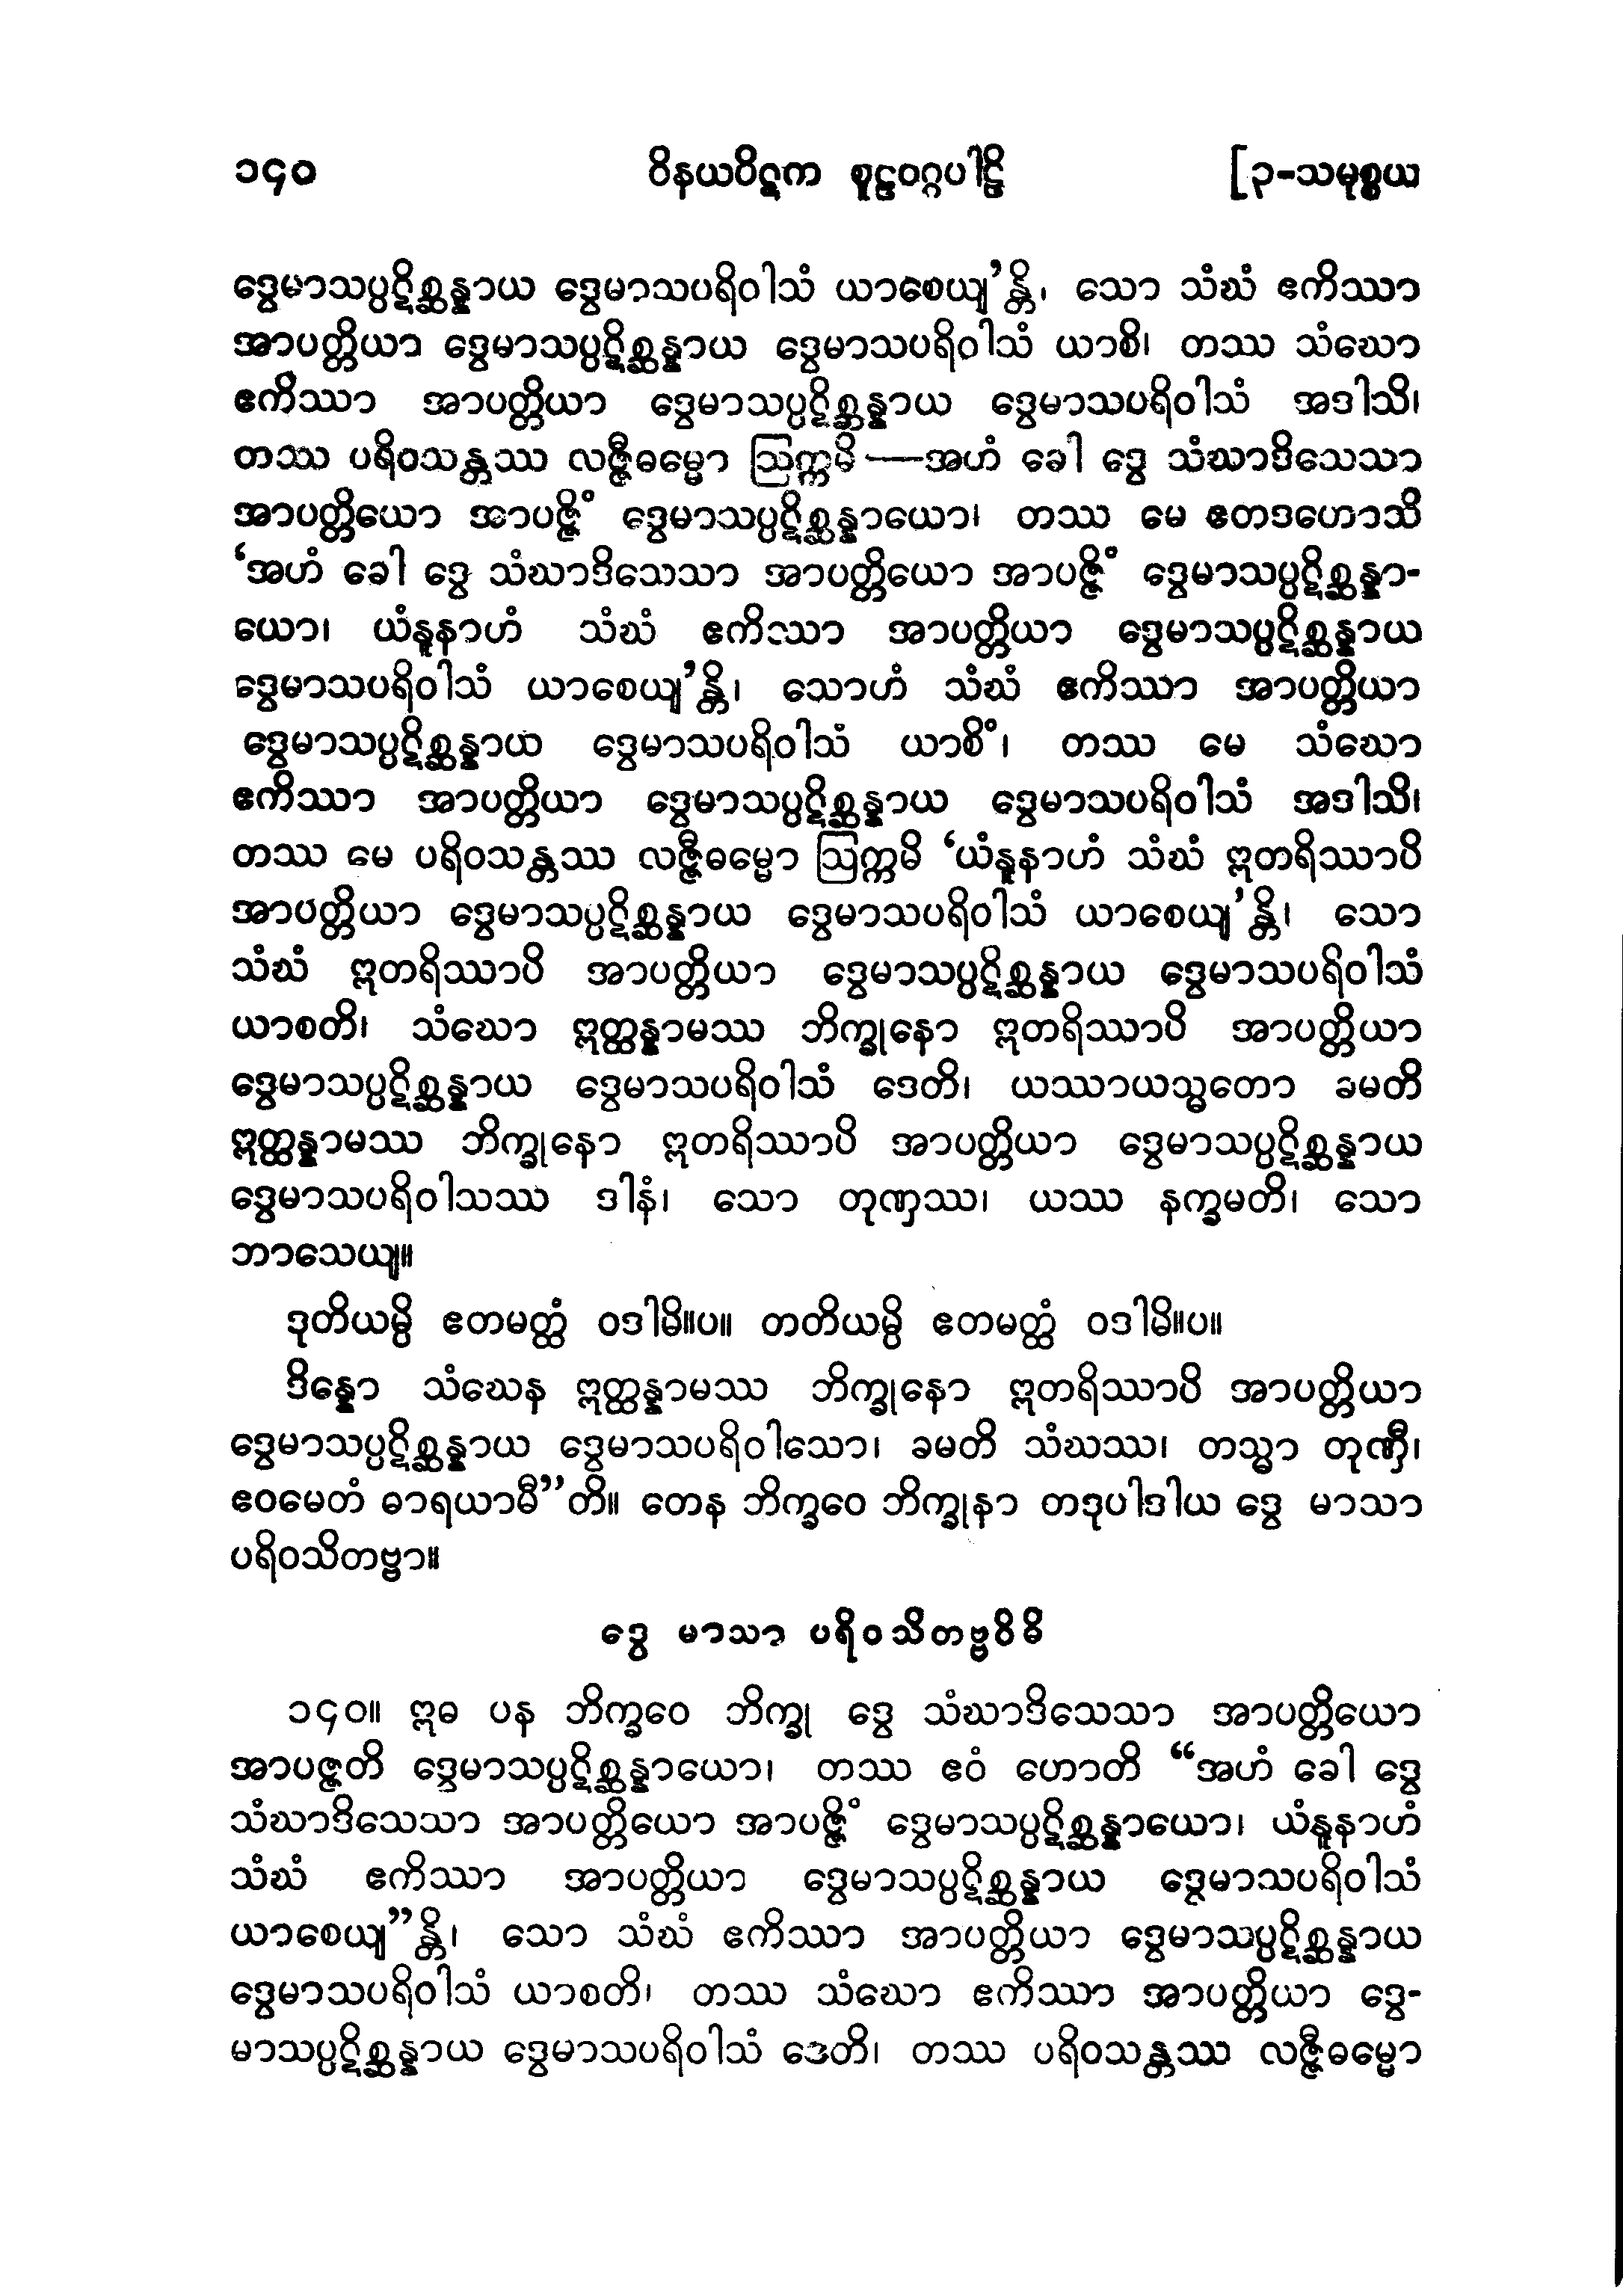 ၁၄၀ ဝိနယပိဋက စူဠဝဂ္ဂပါဠိ [၃-သမုစ္စယ
ဒွေမာသပ္ပဋိစ္ဆန္နာယ ဒွေမာသပရိဝါသံ ယာစေယျ’န္တိ၊ သော သံဃံ ဧကိဿာ
အာပတ္တိယာ ဒွေမာသပ္ပဋိစ္ဆန္နာယ ဒွေမာသပရိဝါသံ ယာစိ၊ တဿ သံဃော
ဧကိဿာ အာပတ္တိယာ ဒွေမာသပ္ပဋိစ္ဆန္နာယ ဒွေမာသပရိဝါသံ အဒါသိ၊
တဿ ပရိဝသန္တဿ လဇ္ဇီဓမ္မော ဩက္ကမိ — အဟံ ခေါ ဒွေ သံဃာဒိသေသာ
အာပတ္တိယော အာပဇ္ဇိံ ဒွေမာသပ္ပဋိစ္ဆန္နာယော၊ တဿ မေ ဧတဒဟောသိ
‘အဟံ ခေါ ဒွေ သံဃာဒိသေသာ အာပတ္တိယော အာပဇ္ဇိံ ဒွေမာသပ္ပဋိစ္ဆန္နာ-
ယော၊ ယံနူနာဟံ သံဃံ ဧကိဿာ အာပတ္တိယာ ဒွေမာသပ္ပဋိစ္ဆန္နာယ
ဒွေမာသပရိဝါသံ ယာစေယျ’န္တိ၊ သောဟံ သံဃံ ဧကိဿာ အာပတ္တိယာ
ဒွေမာသပ္ပဋိစ္ဆန္နာယ ဒွေမာသပရိဝါသံ ယာစိံ၊ တဿ မေ သံဃော
ဧကိဿာ အာပတ္တိယာ ဒွေမာသပ္ပဋိစ္ဆန္နာယ ဒွေမာသပရိဝါသံ အဒါသိ၊
တဿ မေ ပရိဝသန္တဿ လဇ္ဇီဓမ္မော ဩက္ကမိ ‘ယံနူနာဟံ သံဃံ ဣတရိဿာပိ
အာပတ္တိယာ ဒွေမာသပ္ပဋိစ္ဆန္နာယ ဒွေမာသပရိဝါသံ ယာစေယျ’န္တိ၊ သော
သံဃံ ဣတရိဿာပိ အာပတ္တိယာ ဒွေမာသပ္ပဋိစ္ဆန္နာယ ဒွေမာသပရိဝါသံ
ယာစတိ၊ သံဃော ဣတ္ထန္နာမဿ ဘိက္ခုနော ဣတရိဿာပိ အာပတ္တိယာ
ဒွေမာသပ္ပဋိစ္ဆန္နာယ ဒွေမာသပရိဝါသံ ဒေတိ၊ ယဿာယသ္မတော ခမတိ
ဣတ္ထန္နာမဿ ဘိက္ခုနော ဣတရိဿာပိ အာပတ္တိယာ ဒွေမာသပ္ပဋိစ္ဆန္နာယ
ဒွေမာသပရိဝါသဿ ဒါနံ၊ သော တုဏှဿ၊ ယဿ နက္ခမတိ၊ သော
ဘာသေယျ။
ဒုတိယမ္ပိ ဧတမတ္ထံ ဝဒါမိ။ပ။ တတိယမ္ပိ ဧတမတ္ထံ ဝဒါမိ။ပ။
ဒိန္နော သံဃေန ဣတ္ထန္နာမဿ ဘိက္ခုနော ဣတရိဿာပိ အာပတ္တိယာ
ဒွေမာသပ္ပဋိစ္ဆန္နာယ ဒွေမာသပရိဝါသော၊ ခမတိ သံဃဿ၊ တသ္မာ တုဏှီ၊
ဧဝမေတံ ဓာရယာမီ”တိ။ တေန ဘိက္ခဝေ ဘိက္ခုနာ တဒုပါဒါယ ဒွေ မာသာ
ပရိဝသိတဗ္ဗာ။
ဒွေ မာသာ ပရိဝသိတဗ္ဗဝိဓိ
၁၄၀။ ဣဓ ပန ဘိက္ခဝေ ဘိက္ခု ဒွေ သံဃာဒိသေသာ အာပတ္တိယော
အာပဇ္ဇတိ ဒွေမာသပ္ပဋိစ္ဆန္နာယော၊ တဿ ဧဝံ ဟောတိ “အဟံ ခေါ ဒွေ
သံဃာဒိသေသာ အာပတ္တိယော အာပဇ္ဇိံ ဒွေမာသပ္ပဋိစ္ဆန္နာယော၊ ယံနူနာဟံ
သံဃံ ဧကိဿာ အာပတ္တိယာ ဒွေမာသပ္ပဋိစ္ဆန္နာယ ဒွေမာသပရိဝါသံ
ယာစေယျ”န္တိ၊ သော သံဃံ ဧကိဿာ အာပတ္တိယာ ဒွေမာသပ္ပဋိစ္ဆန္နာယ
ဒွေမာသပရိဝါသံ ယာစတိ၊ တဿ သံဃော ဧကိဿာ အာပတ္တိယာ ဒွေ-
မာသပ္ပဋိစ္ဆန္နာယ ဒွေမာသပရိဝါသံ ဒေတိ၊ တဿ ပရိဝသန္တဿ လဇ္ဇီဓမ္မော